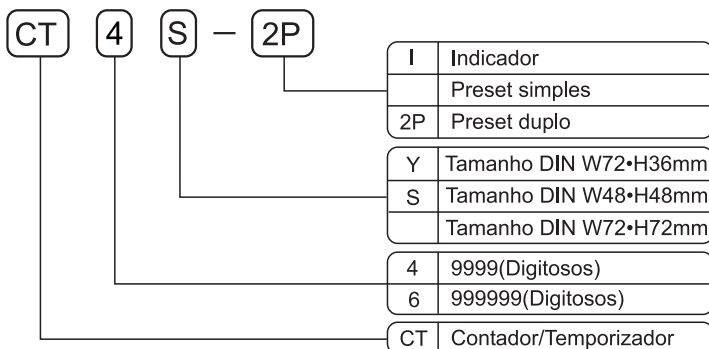 CT 4 S - 2P
I Indicador
Preset simples
2P Preset duplo
Y Tamanho DIN W72•H36mm
S Tamanho DIN W48•H48mm
Tamanho DIN W72•H72mm
4 9999(Digitosos)
6 999999(Digitosos)
CT Contador/Temporizador